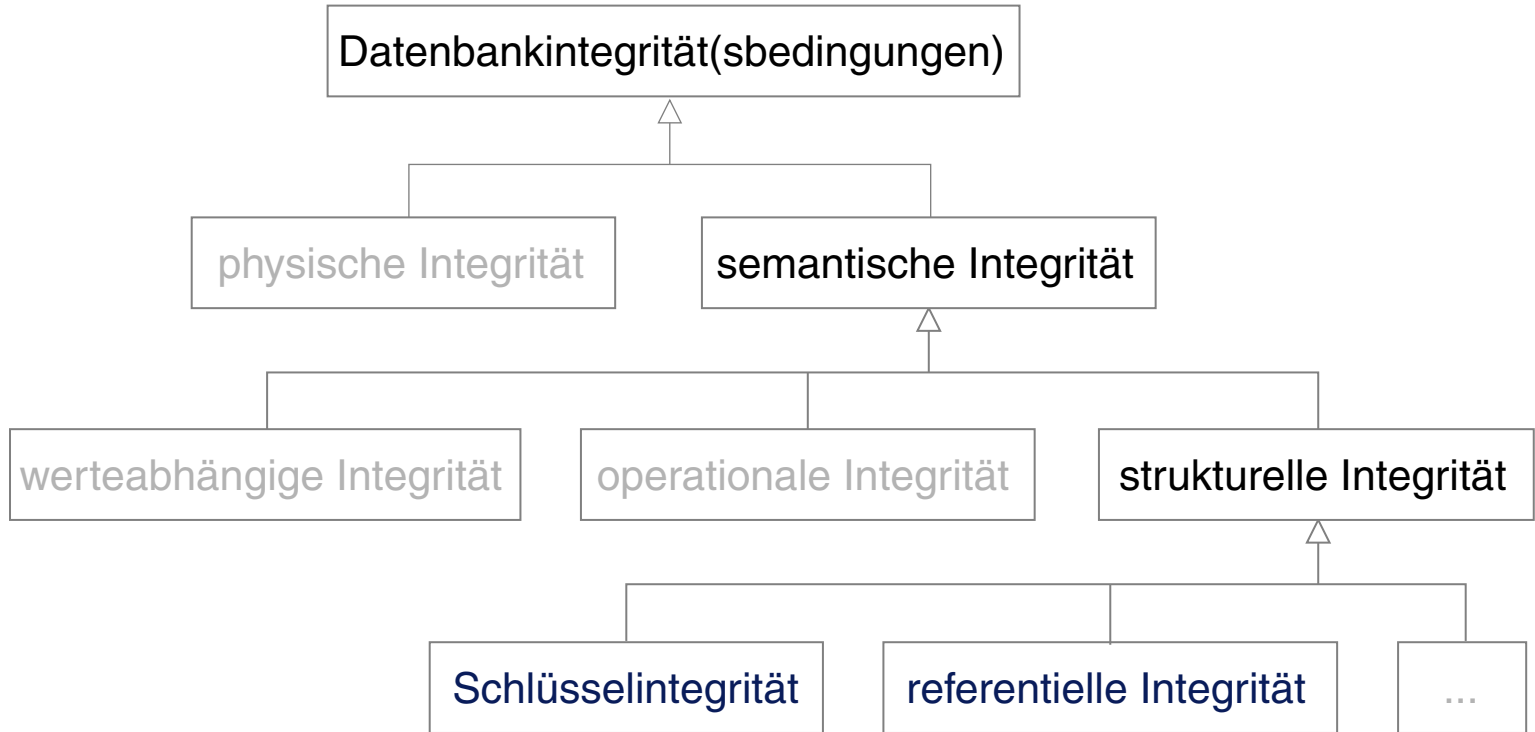 Datenbankintegrität(sbedingungen)
physische Integrität
semantische Integrität
werteabhängige Integrität
operationale Integrität
strukturelle Integrität
Schlüsselintegrität
referentielle Integrität
...